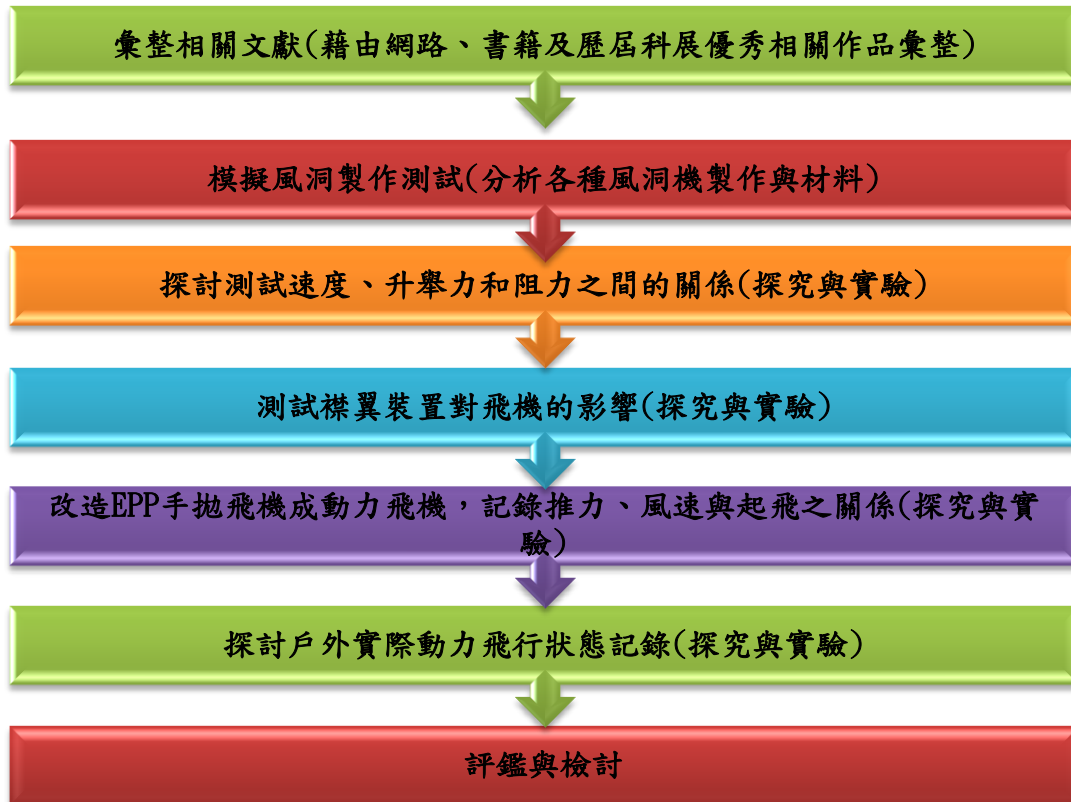 彙整相關文獻(藉由網路、書籍及歷屆科展優秀相關作品彙整)
模擬風洞製作測試(分析各種風洞機製作與材料)
探討測試速度、升舉力和阻力之間的關係(探究與實驗)
測試襟翼裝置對飛機的影響(探究與實驗)
改造EPP手拋飛機成動力飛機，記錄推力、風速與起飛之關係(探究與實
驗)
探討戶外實際動力飛行狀態記錄(探究與實驗)
評鑑與檢討